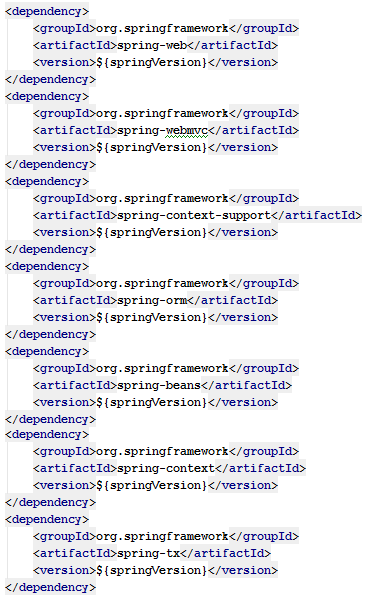 <dependency>
    <groupId>org.springframework</groupId>
    <artifactId>spring-web</artifactId>
    <version>${springVersion}</version>
</dependency>
<dependency>
    <groupId>org.springframework</groupId>
    <artifactId>spring-webmvc</artifactId>
    <version>${springVersion}</version>
</dependency>
<dependency>
    <groupId>org.springframework</groupId>
    <artifactId>spring-context-support</artifactId>
    <version>${springVersion}</version>
</dependency>
<dependency>
    <groupId>org.springframework</groupId>
    <artifactId>spring-orm</artifactId>
    <version>${springVersion}</version>
</dependency>
<dependency>
    <groupId>org.springframework</groupId>
    <artifactId>spring-beans</artifactId>
    <version>${springVersion}</version>
</dependency>
<dependency>
    <groupId>org.springframework</groupId>
    <artifactId>spring-context</artifactId>
    <version>${springVersion}</version>
</dependency>
<dependency>
    <groupId>org.springframework</groupId>
    <artifactId>spring-tx</artifactId>
    <version>${springVersion}</version>
</dependency>